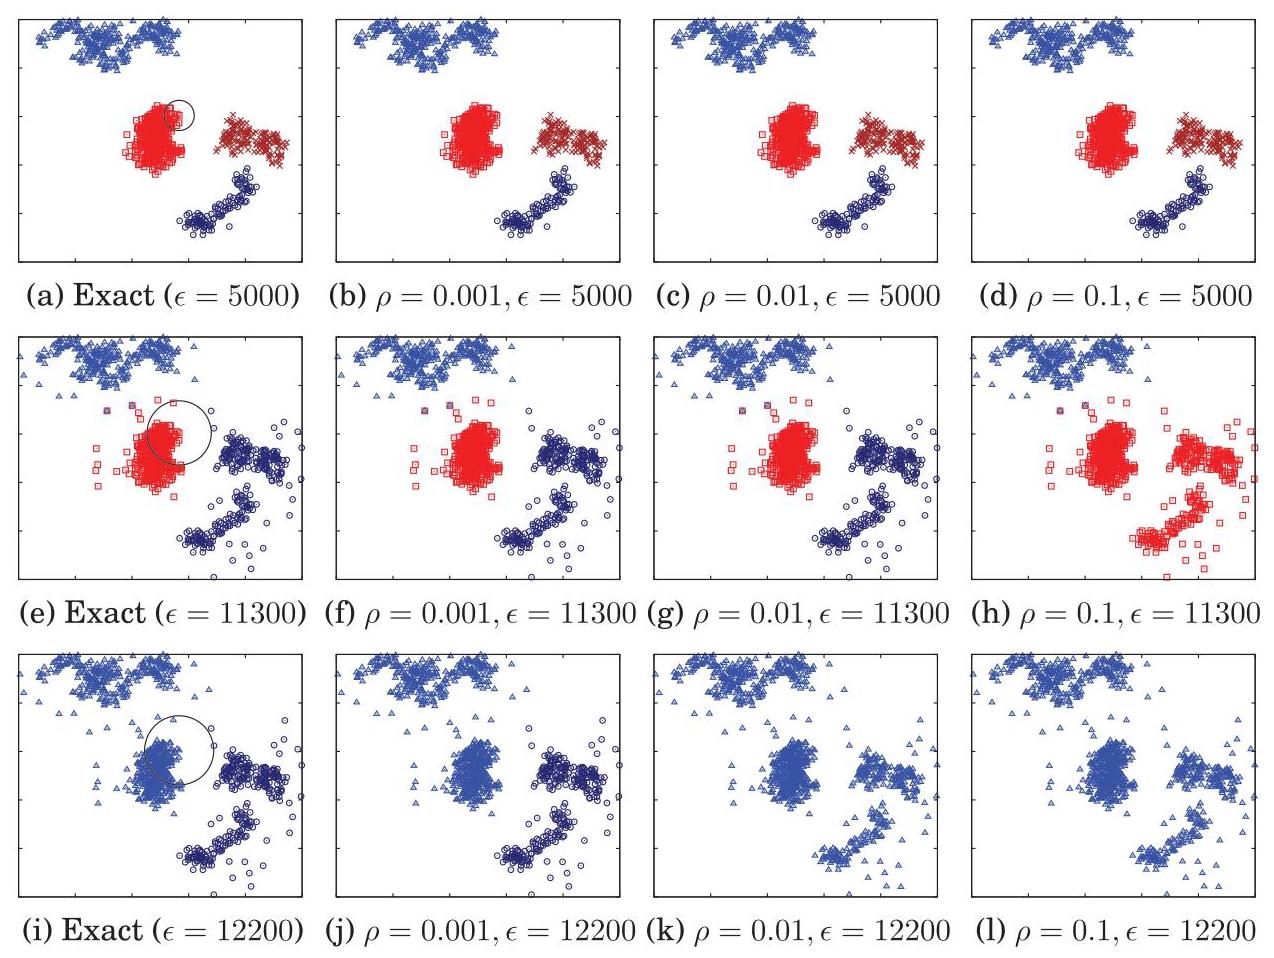 (a) Exact (ϵ = 5000) (b) ρ = 0.001, ϵ = 5000 (c) ρ = 0.01, ϵ = 5000 (d) ρ = 0.1, ϵ = 5000
(e) Exact (ϵ = 11300) (f) ρ = 0.001, ϵ = 11300 (g) ρ = 0.01, ϵ = 11300 (h) ρ = 0.1, ϵ = 11300
(i) Exact (ϵ = 12200) (j) ρ = 0.001, ϵ = 12200 (k) ρ = 0.01, ϵ = 12200 (l) ρ = 0.1, ϵ = 12200